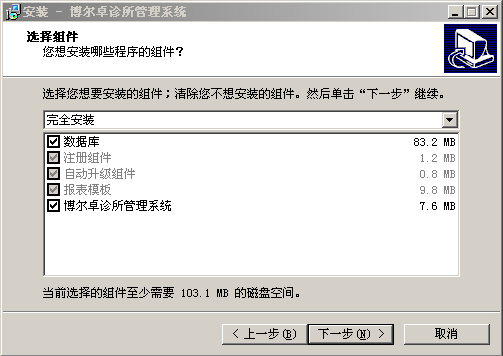 安装 - 博尔卓诊所管理系统
选择组件
您想安装哪些程序的组件？
选择您想要安装的组件；清除您不想安装的组件。然后单击“下一步”继续。
完全安装
数据库 83.2 MB
注册组件 1.2 MB
自动升级组件 0.8 MB
报表模板 9.8 MB
博尔卓诊所管理系统 7.6 MB
当前选择的组件至少需要 103.1 MB 的磁盘空间。
< 上一步(B) 下一步(N) > 取消